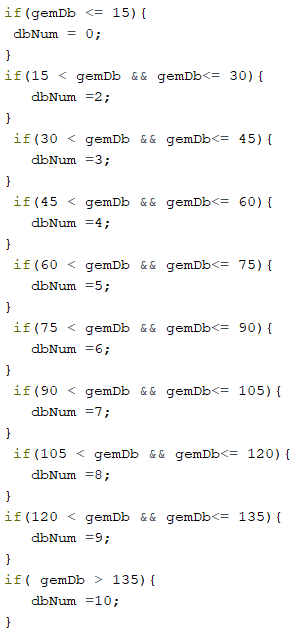 if(gemDb <= 15){
dbNum = 0;
}
if(15 < gemDb && gemDb<= 30){
dbNum =2;
}
if(30 < gemDb && gemDb<= 45){
dbNum =3;
}
if(45 < gemDb && gemDb<= 60){
dbNum =4;
}
if(60 < gemDb && gemDb<= 75){
dbNum =5;
}
if(75 < gemDb && gemDb<= 90){
dbNum =6;
}
if(90 < gemDb && gemDb<= 105){
dbNum =7;
}
if(105 < gemDb && gemDb<= 120){
dbNum =8;
}
if(120 < gemDb && gemDb<= 135){
dbNum =9;
}
if( gemDb > 135){
dbNum =10;
}